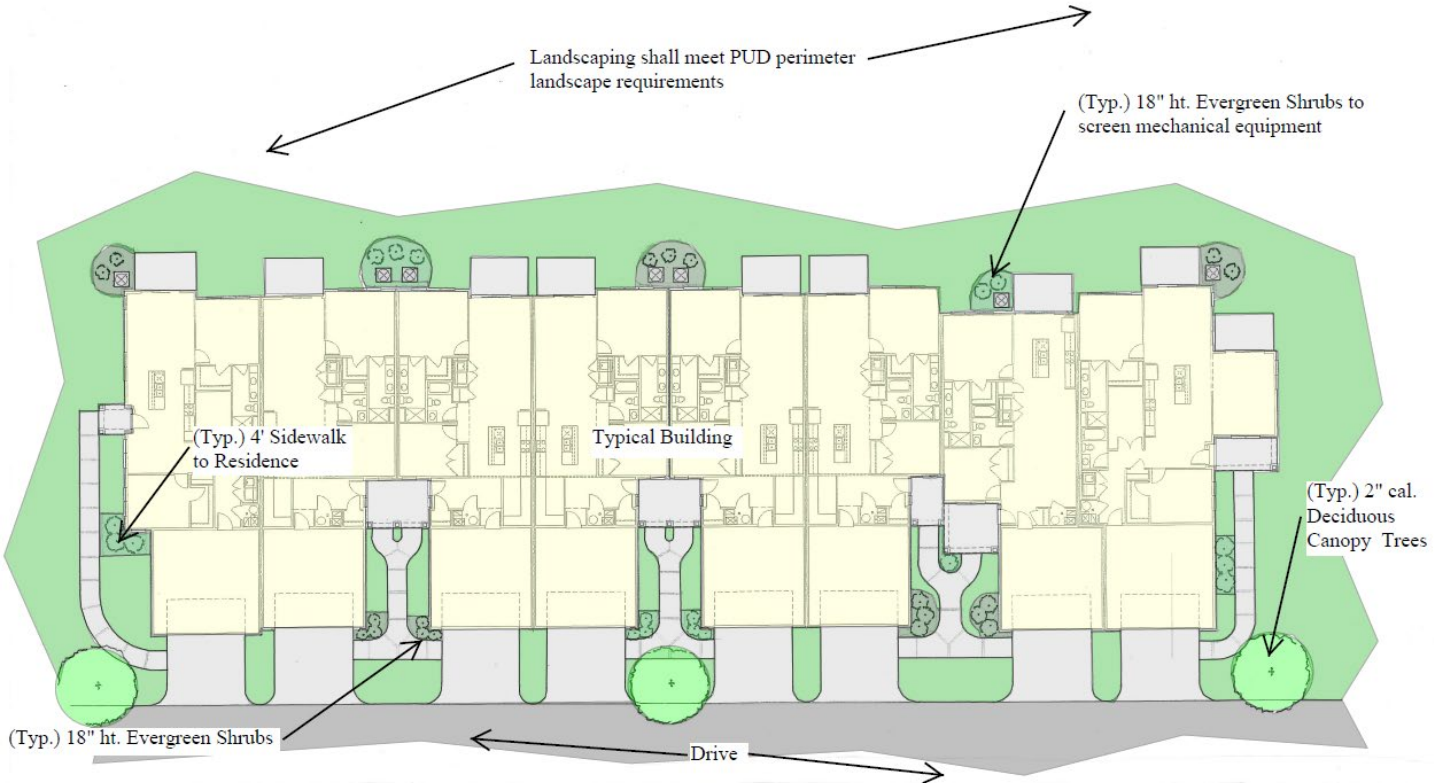 Landscaping shall meet PUD perimeter
landscape requirements
(Typ.) 18" ht. Evergreen Shrubs to
screen mechanical equipment
(Typ.) 4' Sidewalk
to Residence
Typical Building
(Typ.) 2" cal.
Deciduous
Canopy Trees
(Typ.) 18" ht. Evergreen Shrubs
Drive